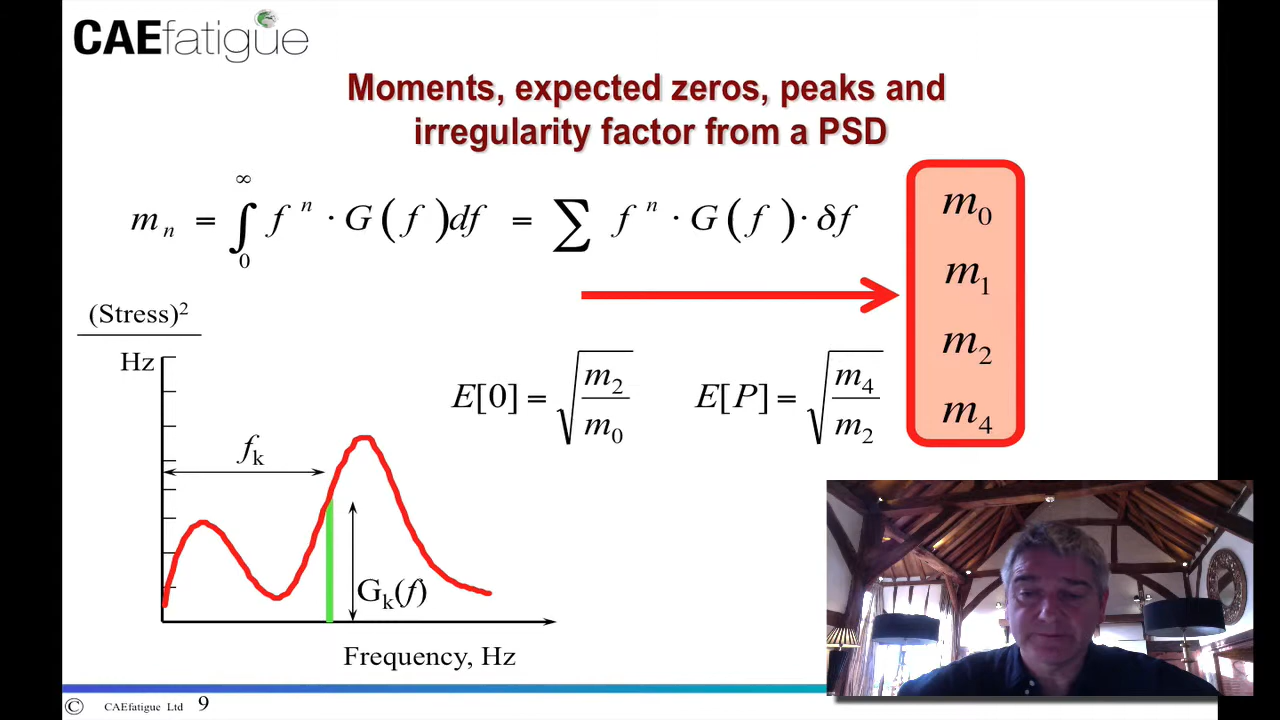 CAEfatigue
Moments, expected zeros, peaks and
irregularity factor from a PSD
m_n = ∫_0^∞ f^n · G(f)df = ∑ f^n · G(f) · δf
m_0
m_1
m_2
m_4
(Stress)²
Hz
E[0] = √(m_2/m_0)
E[P] = √(m_4/m_2)
f_k
G_k(f)
Frequency, Hz
© CAEfatigue Ltd 9